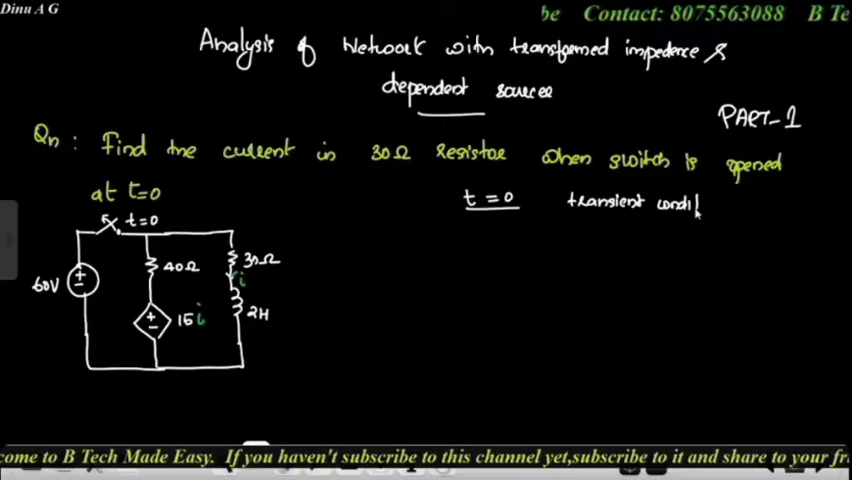 Dinu A G
be Contact: 8075563088 B Te
Analysis of Network with transformed impedence &
dependent sources
PART-1
Qn : Find the current in 30Ω resistor when switch is opened
at t=0
t = 0 transient condi
t=0
60V
40Ω
30Ω
i
15i
2H
come to B Tech Made Easy. If you haven't subscribe to this channel yet,subscribe to it and share to your fri